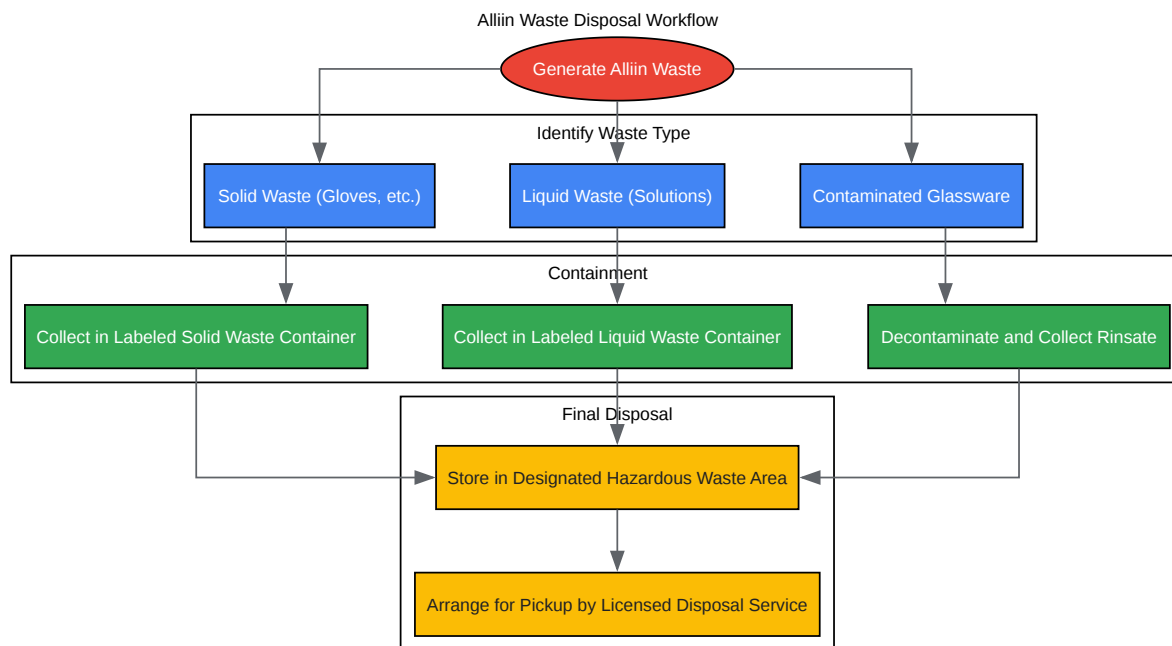 Alliin Waste Disposal Workflow
Generate Alliin Waste
Identify Waste Type
Solid Waste (Gloves, etc.)
Liquid Waste (Solutions)
Contaminated Glassware
Containment
Collect in Labeled Solid Waste Container
Collect in Labeled Liquid Waste Container
Decontaminate and Collect Rinsate
Final Disposal
Store in Designated Hazardous Waste Area
Arrange for Pickup by Licensed Disposal Service